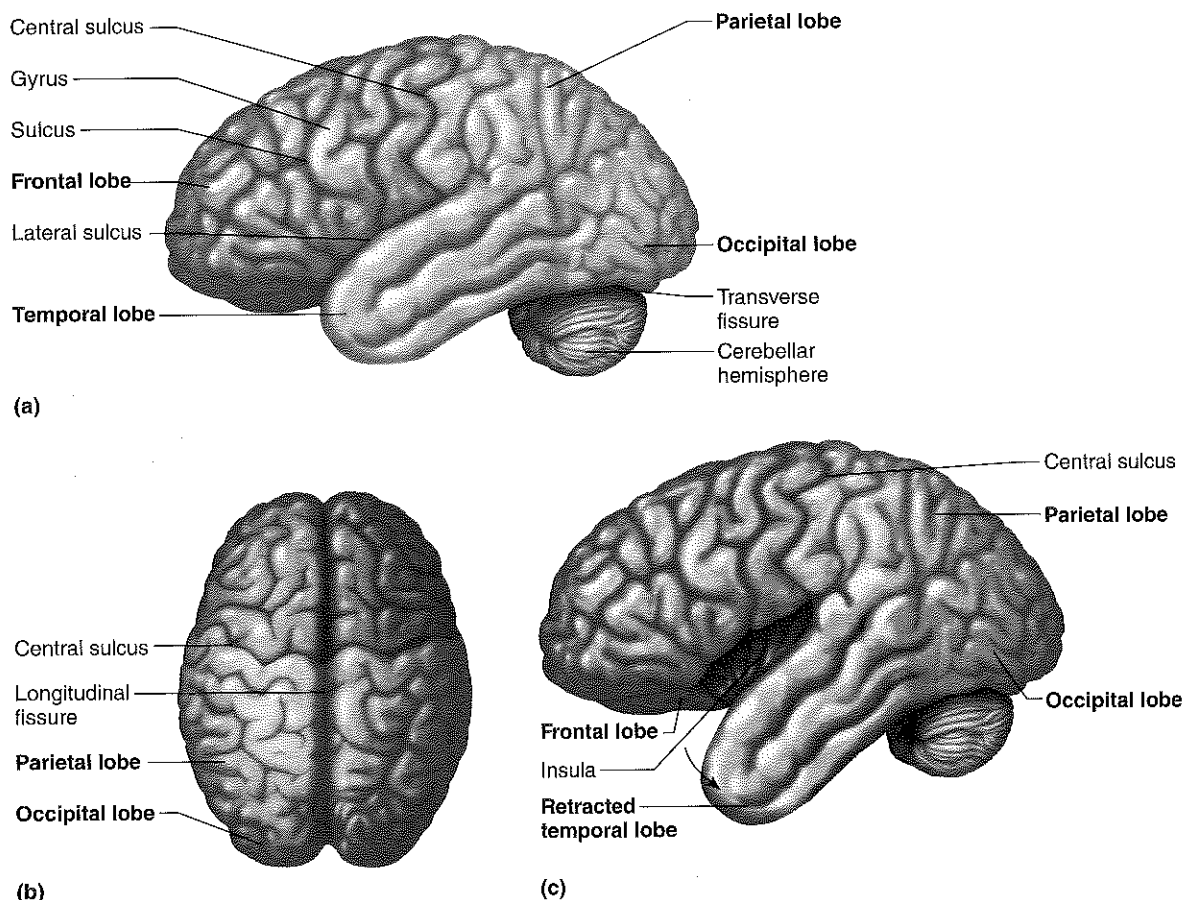 Central sulcus
Gyrus
Sulcus
Frontal lobe
Lateral sulcus
Temporal lobe
Parietal lobe
Occipital lobe
Transverse
fissure
Cerebellar
hemisphere
(a)
Central sulcus
Longitudinal
fissure
Parietal lobe
Occipital lobe
(b)
Central sulcus
Parietal lobe
Occipital lobe
Frontal lobe
Insula
Retracted
temporal lobe
(c)